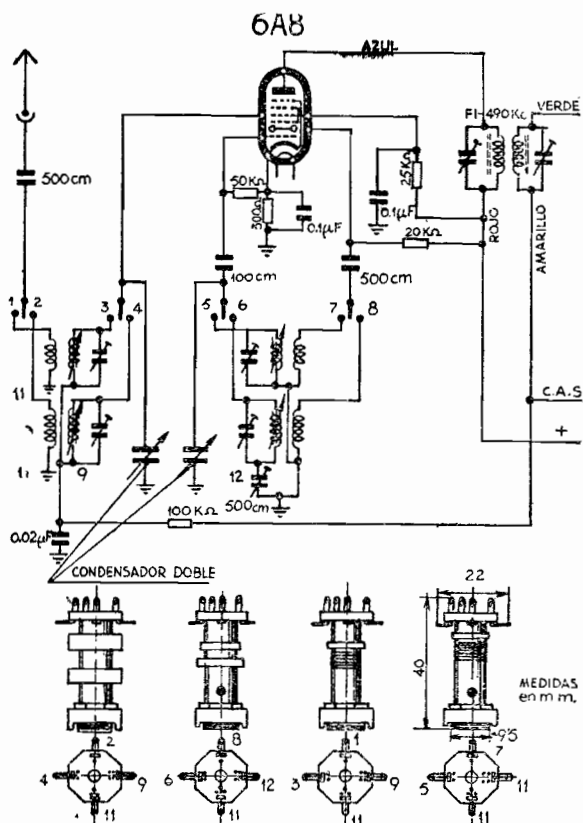 6A8
AZUL
FI-490Kc
VERDE
500cm
50KΩ
300Ω
0.1µF
25KΩ
0.1µF
20KΩ
ROJO
AMARILLO
100cm
500cm
1 2 3 4 5 6 7 8
11
9
12
500cm
C.A.S
+
100KΩ
0.02µF
CONDENSADOR DOBLE
22
40
MEDIDAS
en m m.
9'5
2 8 1 7
4 9 6 12 3 9 5 11
11 11 11 11